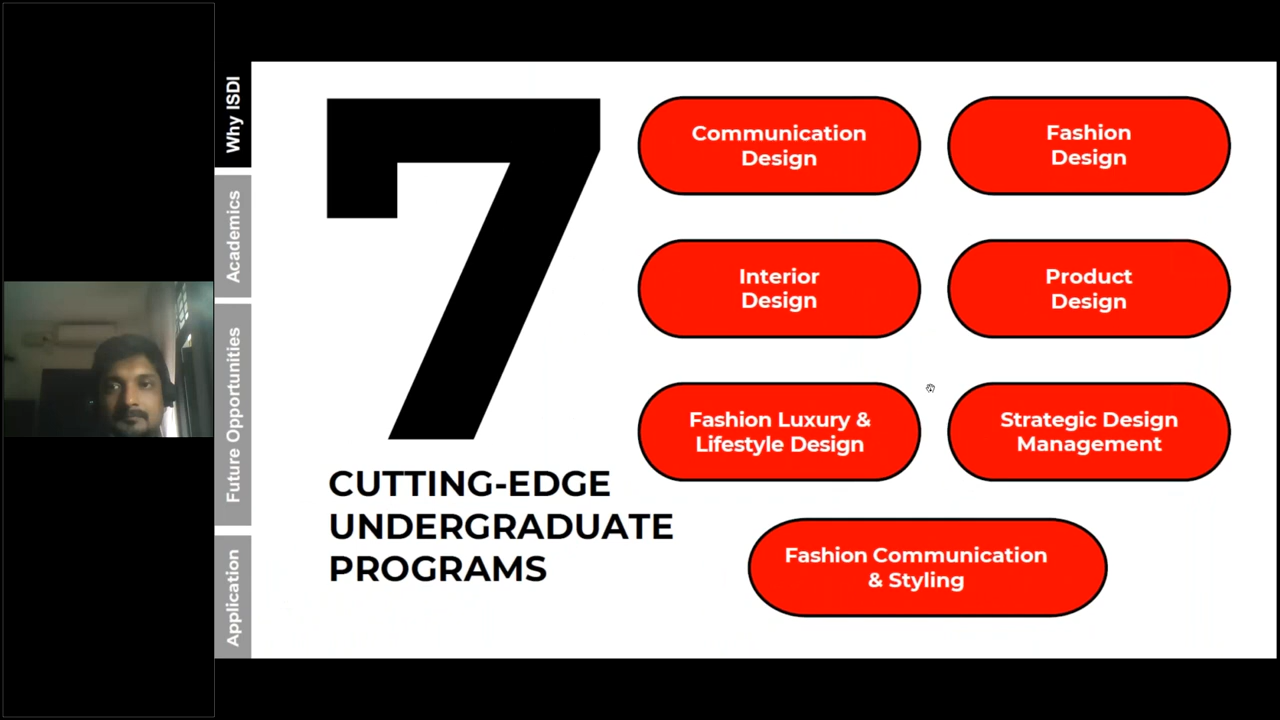 Why ISDI
Academics
Future Opportunities
Application
7
CUTTING-EDGE
UNDERGRADUATE
PROGRAMS
Communication
Design
Fashion
Design
Interior
Design
Product
Design
Fashion Luxury &
Lifestyle Design
Strategic Design
Management
Fashion Communication
& Styling